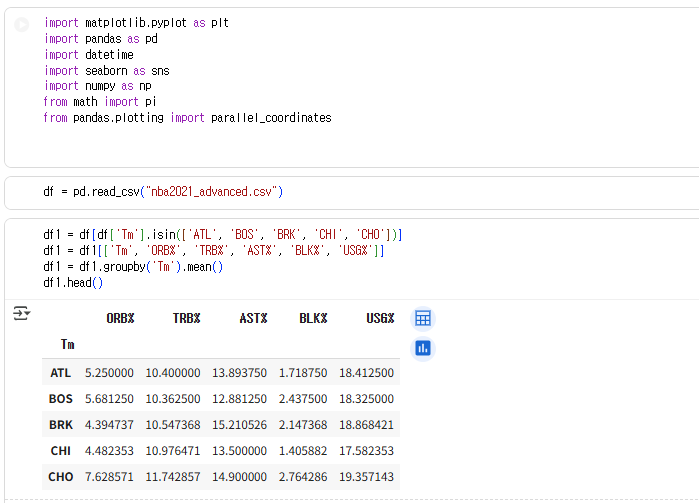 import matplotlib.pyplot as plt
import pandas as pd
import datetime
import seaborn as sns
import numpy as np
from math import pi
from pandas.plotting import parallel_coordinates
df = pd.read_csv("nba2021_advanced.csv")
df1 = df[df['Tm'].isin(['ATL', 'BOS', 'BRK', 'CHI', 'CHO'])]
df1 = df1[['Tm', 'ORB%', 'TRB%', 'AST%', 'BLK%', 'USG%']]
df1 = df1.groupby('Tm').mean()
df1.head()
ORB% TRB% AST% BLK% USG%
Tm
ATL 5.250000 10.400000 13.893750 1.718750 18.412500
BOS 5.681250 10.362500 12.881250 2.437500 18.325000
BRK 4.394737 10.547368 15.210526 2.147368 18.868421
CHI 4.482353 10.976471 13.500000 1.405882 17.582353
CHO 7.628571 11.742857 14.900000 2.764286 19.357143